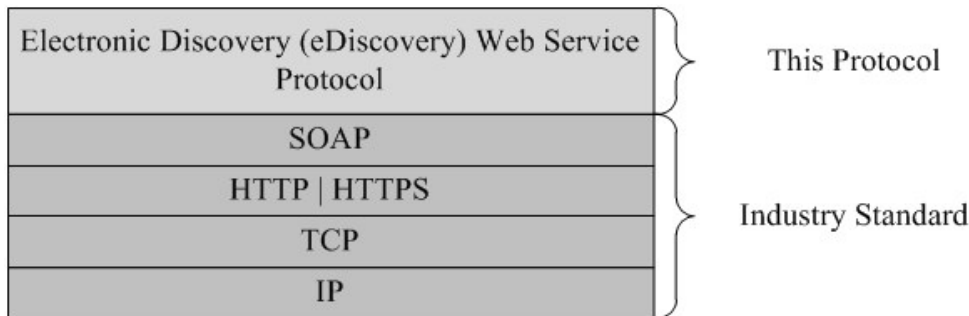 Electronic Discovery (eDiscovery) Web Service
Protocol
This Protocol
SOAP
HTTP | HTTPS
TCP
IP
Industry Standard